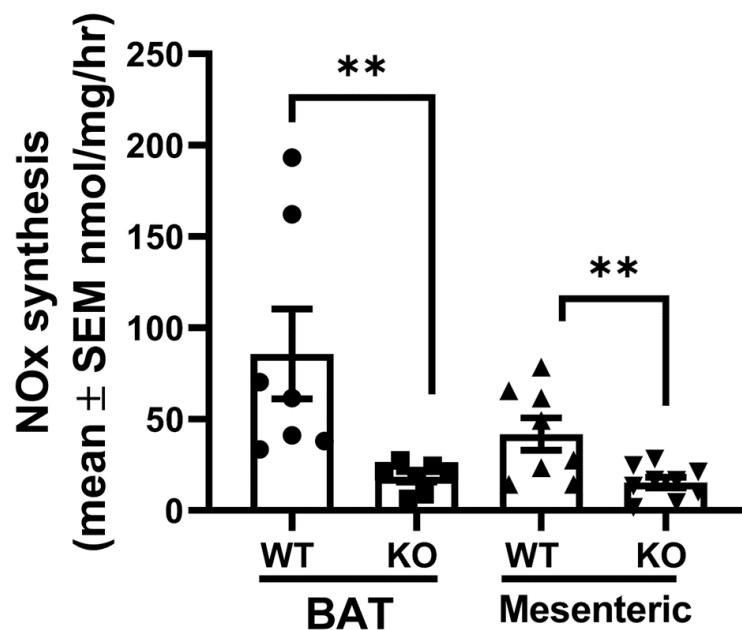 NOx synthesis
(mean ± SEM nmol/mg/hr)
250
200
150
100
50
0
**
**
WT KO WT KO
BAT Mesenteric